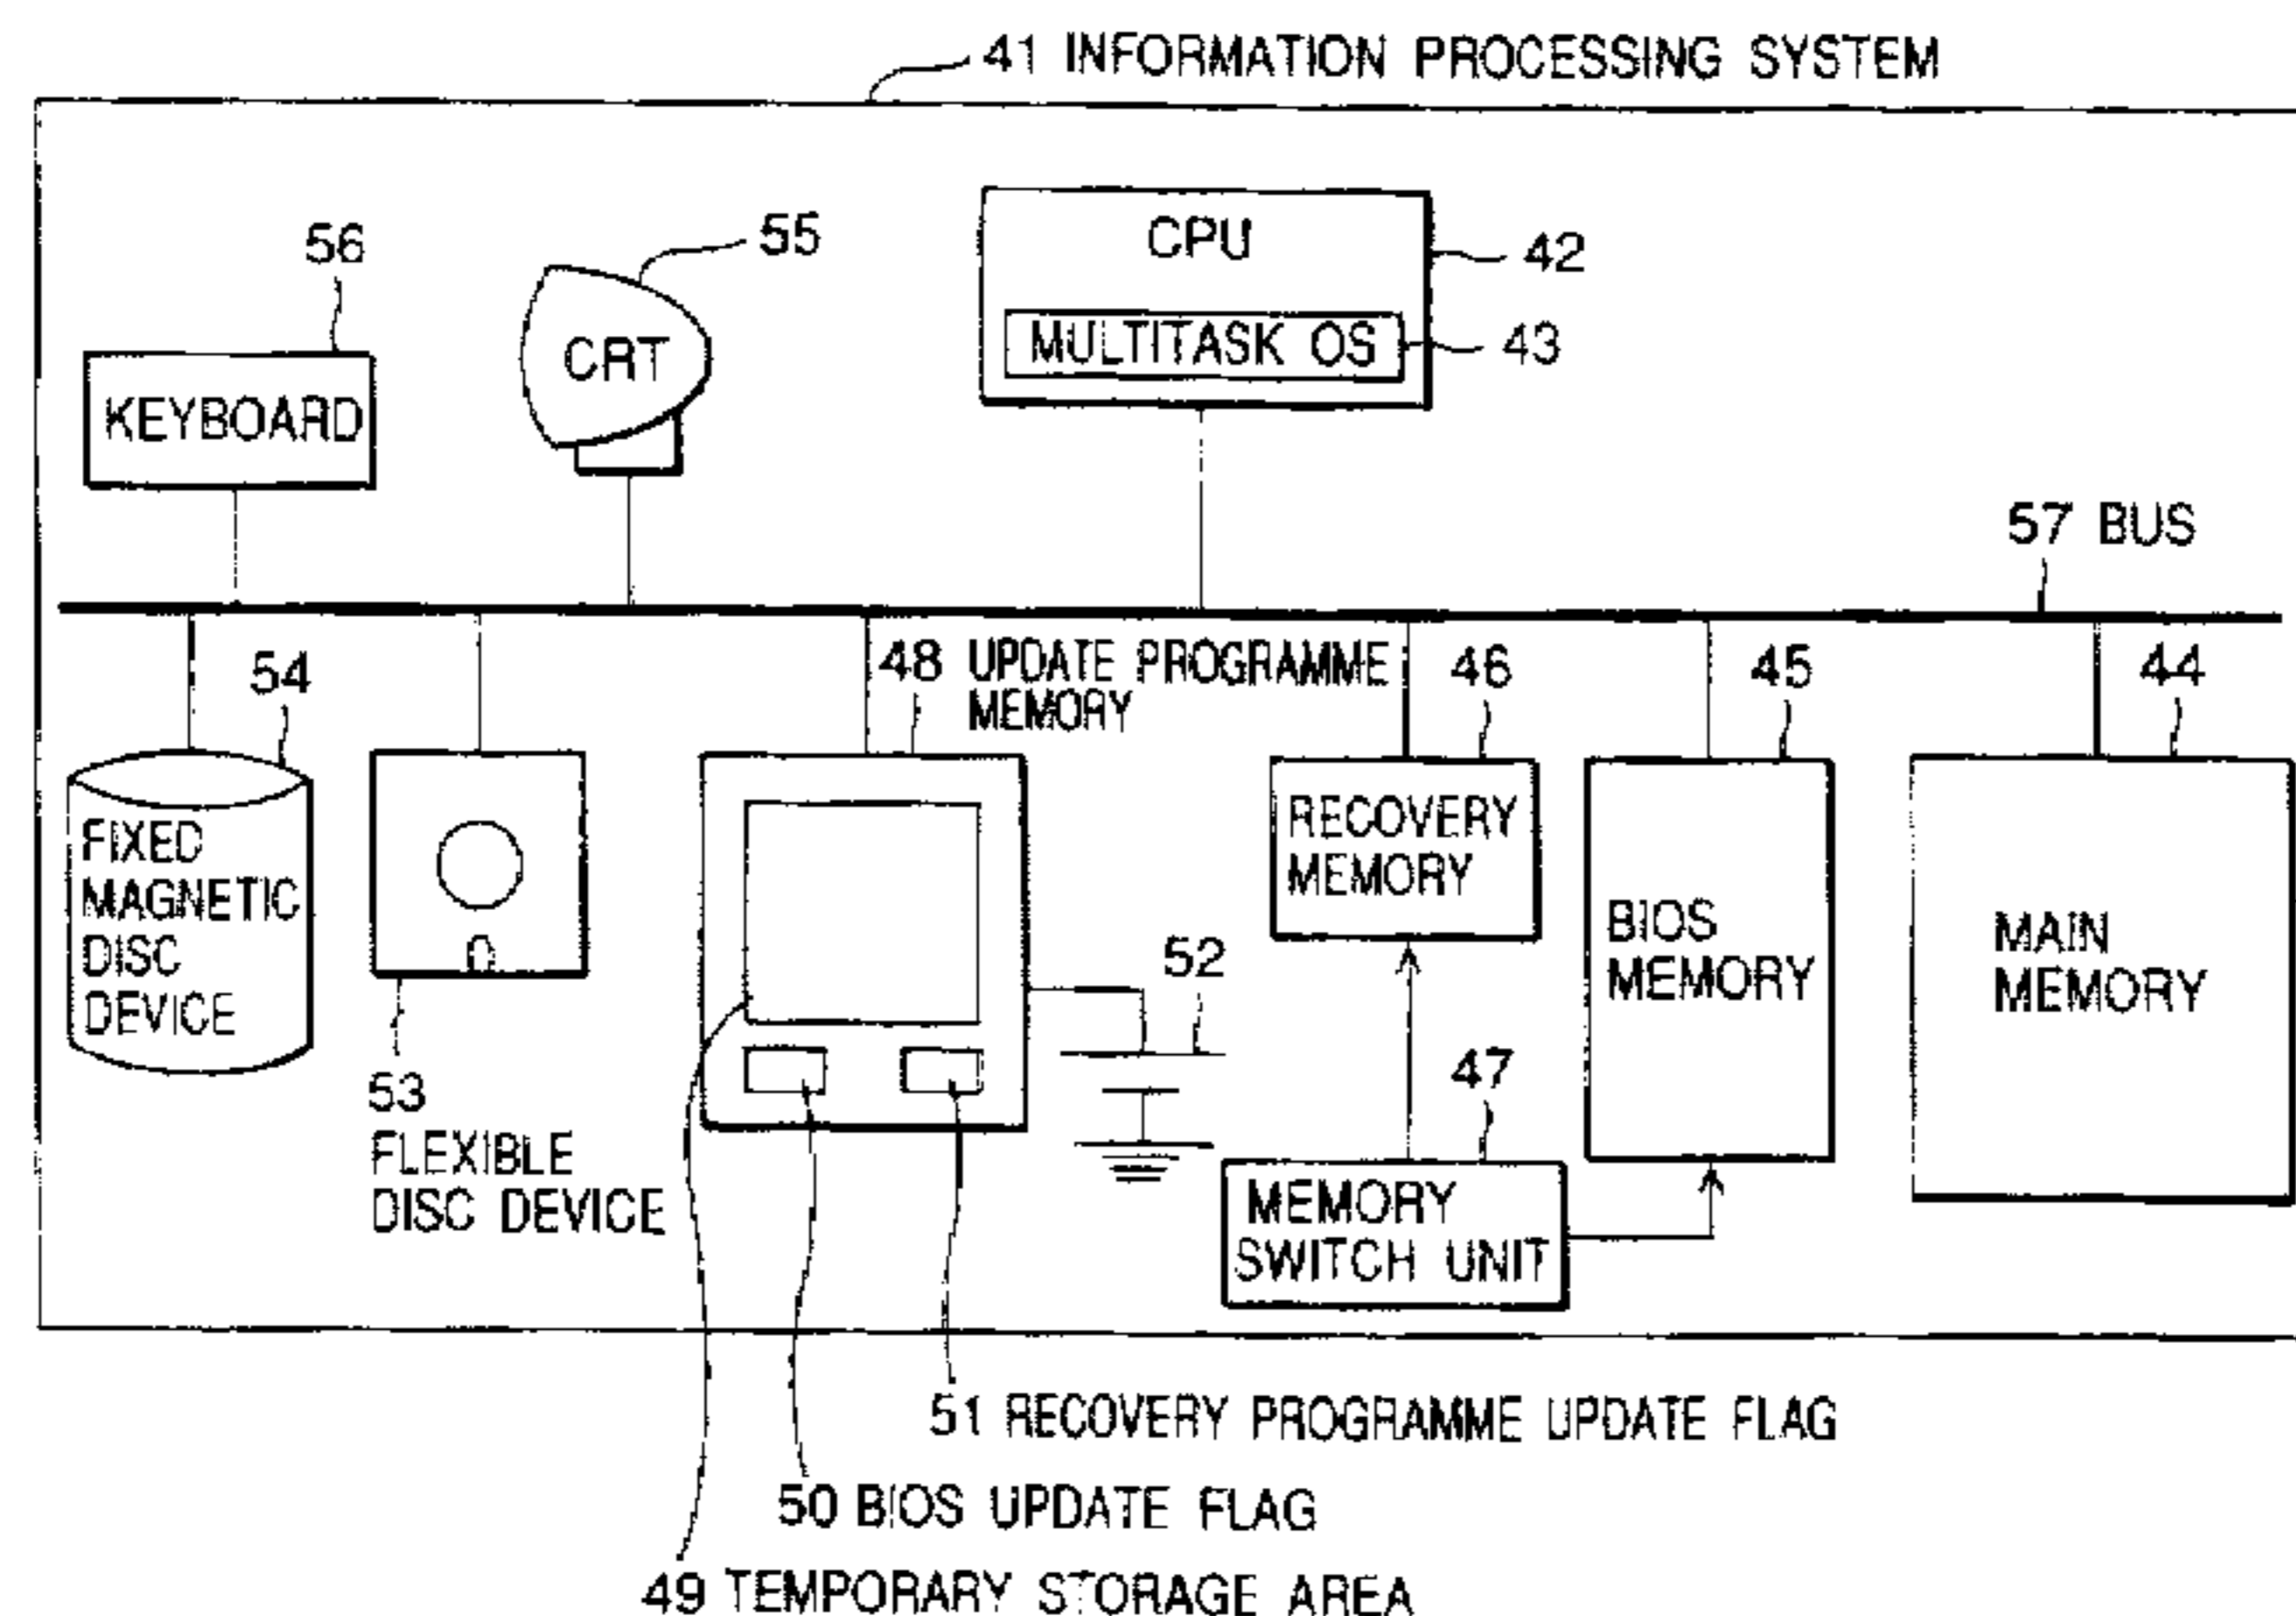 41 INFORMATION PROCESSING SYSTEM
56
55
CPU
42
MULTITASK OS
43
KEYBOARD
CRT
57 BUS
54
48 UPDATE PROGRAMME
MEMORY
46
45
44
FIXED
MAGNETIC
DISC
DEVICE
RECOVERY
MEMORY
BIOS
MEMORY
MAIN
MEMORY
52
53
FLEXIBLE
DISC DEVICE
47
MEMORY
SWITCH UNIT
51 RECOVERY PROGRAMME UPDATE FLAG
50 BIOS UPDATE FLAG
49 TEMPORARY STORAGE AREA